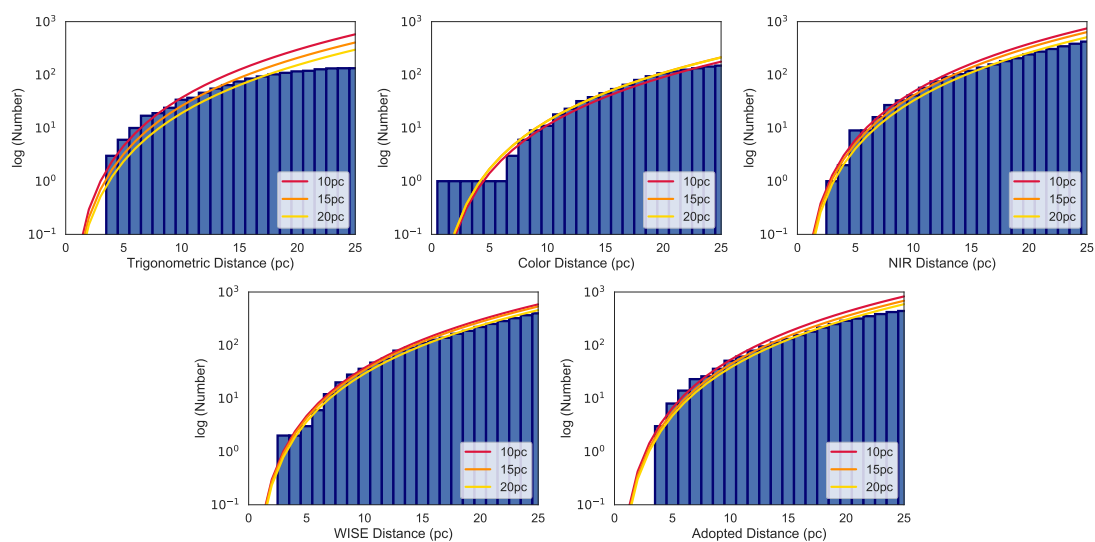 10³
10²
10¹
10⁰
10⁻¹
log (Number)
0 5 10 15 20 25
Trigonometric Distance (pc)
10pc
15pc
20pc
10³
10²
10¹
10⁰
10⁻¹
log (Number)
0 5 10 15 20 25
Color Distance (pc)
10pc
15pc
20pc
10³
10²
10¹
10⁰
10⁻¹
log (Number)
0 5 10 15 20 25
NIR Distance (pc)
10pc
15pc
20pc
10³
10²
10¹
10⁰
10⁻¹
log (Number)
0 5 10 15 20 25
WISE Distance (pc)
10pc
15pc
20pc
10³
10²
10¹
10⁰
10⁻¹
log (Number)
0 5 10 15 20 25
Adopted Distance (pc)
10pc
15pc
20pc